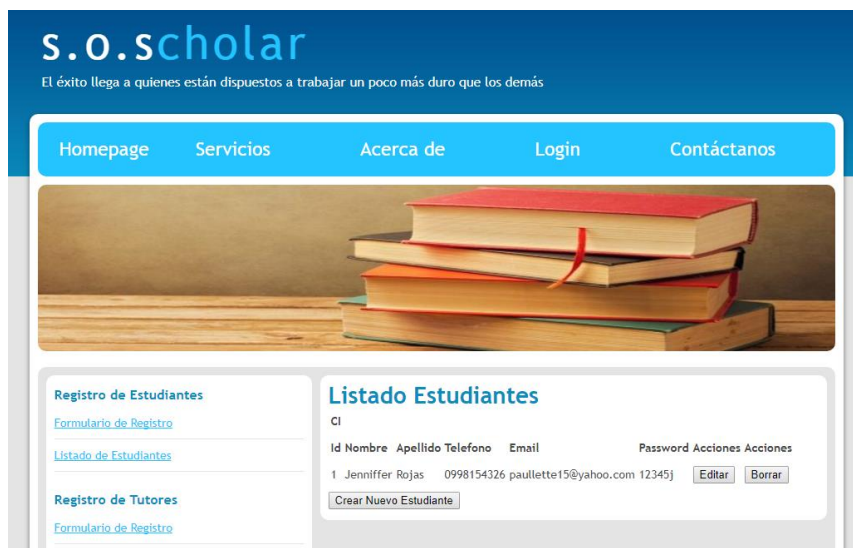 s.o.scholar
El éxito llega a quienes están dispuestos a trabajar un poco más duro que los demás
Homepage Servicios Acerca de Login Contáctanos
Registro de Estudiantes
Formulario de Registro
Listado de Estudiantes
Registro de Tutores
Formulario de Registro
Listado Estudiantes
CI
Id Nombre Apellido Telefono Email Password Acciones Acciones
1 Jenniffer Rojas 0998154326 paullette15@yahoo.com 12345j Editar Borrar
Crear Nuevo Estudiante